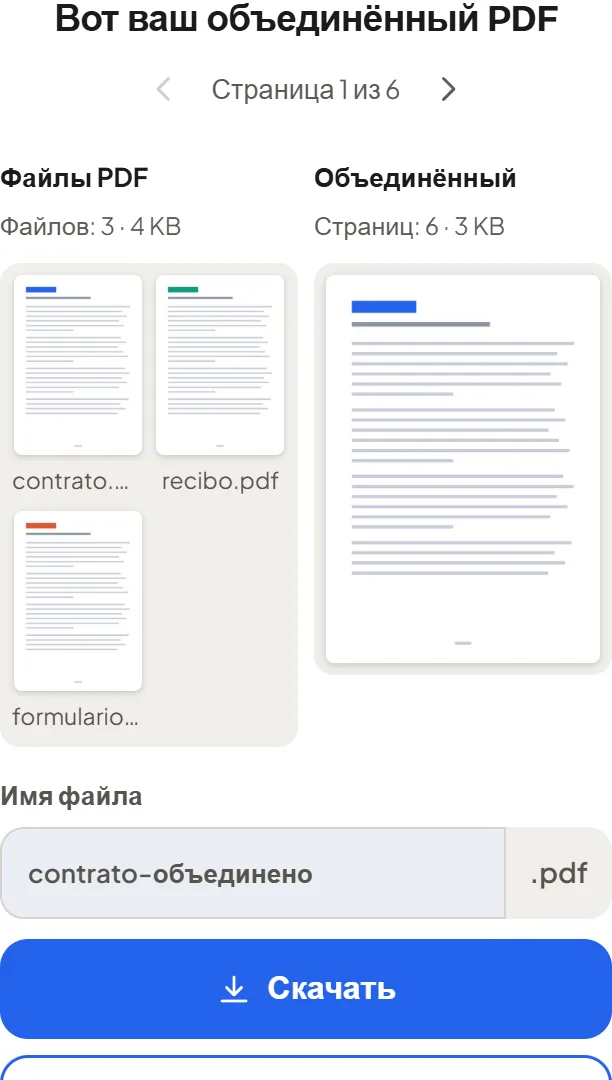 Вот ваш объединённый PDF
Страница 1 из 6
Файлы PDF
Файлов: 3 · 4 KB
contrato....
recibo.pdf
formulario...
Объединённый
Страниц: 6 · 3 KB
Имя файла
contrato-объединено .pdf
Скачать